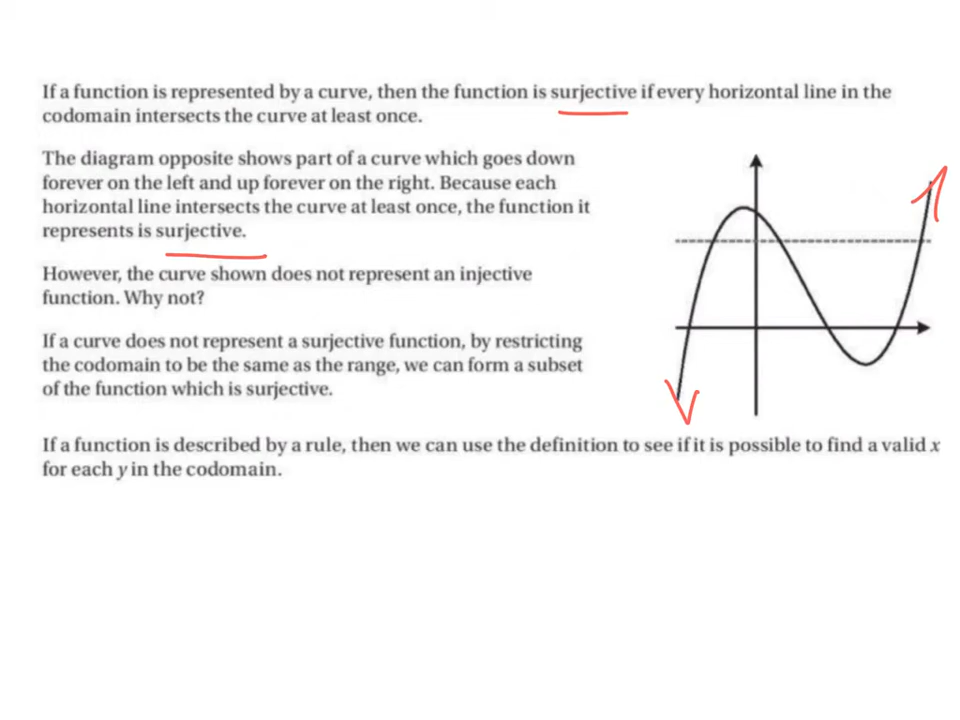 If a function is represented by a curve, then the function is surjective if every horizontal line in the
codomain intersects the curve at least once.
The diagram opposite shows part of a curve which goes down
forever on the left and up forever on the right. Because each
horizontal line intersects the curve at least once, the function it
represents is surjective.
However, the curve shown does not represent an injective
function. Why not?
If a curve does not represent a surjective function, by restricting
the codomain to be the same as the range, we can form a subset
of the function which is surjective.
If a function is described by a rule, then we can use the definition to see if it is possible to find a valid x
for each y in the codomain.